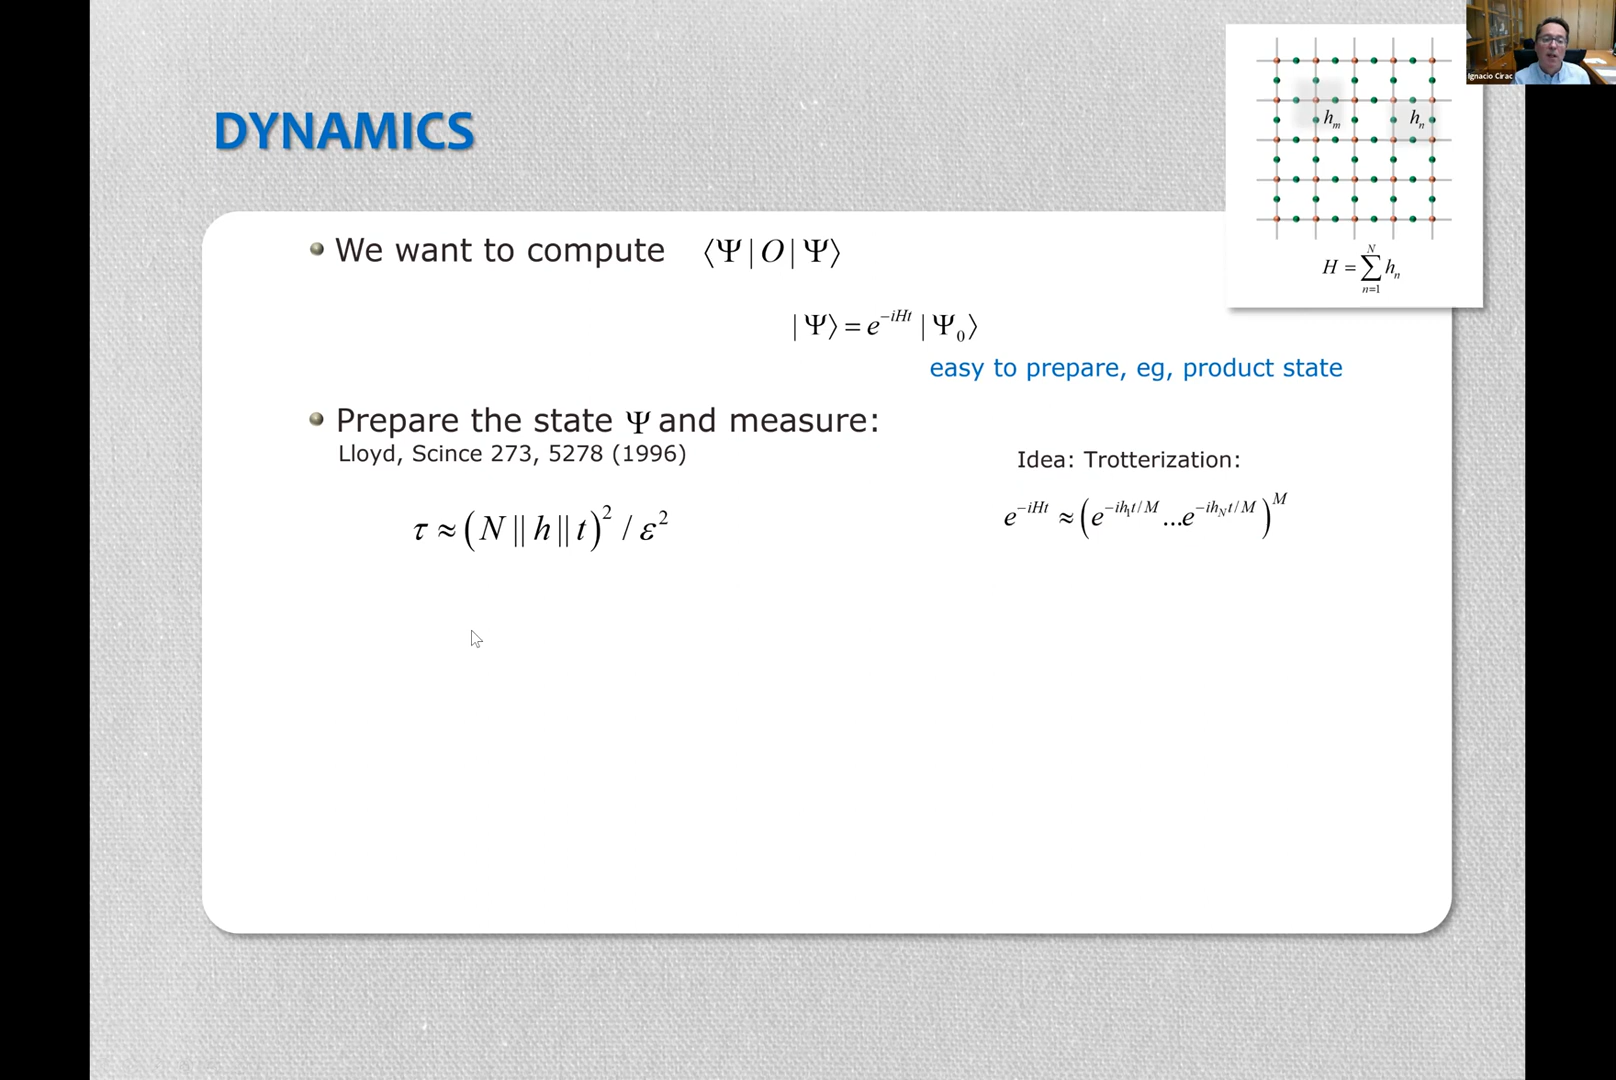 Ignacio Cirac
h_m h_n
H = \sum_{n=1}^{N} h_n
DYNAMICS
We want to compute ⟨Ψ|O|Ψ⟩
|Ψ⟩ = e^{-iHt} |Ψ_0⟩
easy to prepare, eg, product state
Prepare the state Ψ and measure:
Lloyd, Scince 273, 5278 (1996)
Idea: Trotterization:
τ ≈ (N || h || t)^2 / ε^2
e^{-iHt} ≈ (e^{-ih_1t/M} ...e^{-ih_Nt/M})^M